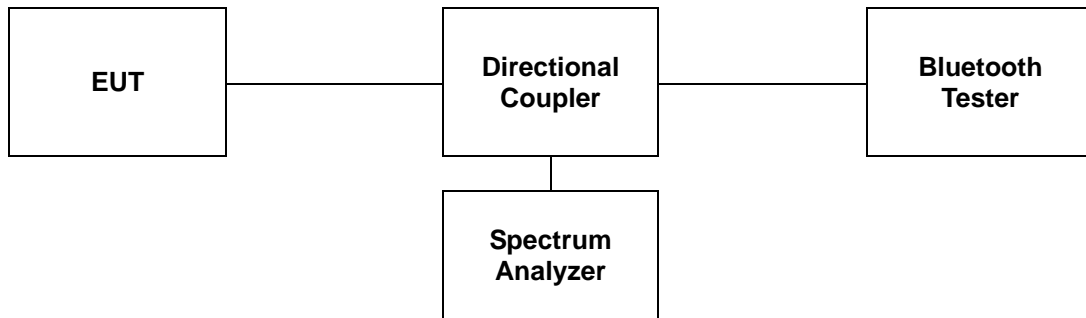 EUT
Directional
Coupler
Bluetooth
Tester
Spectrum
Analyzer